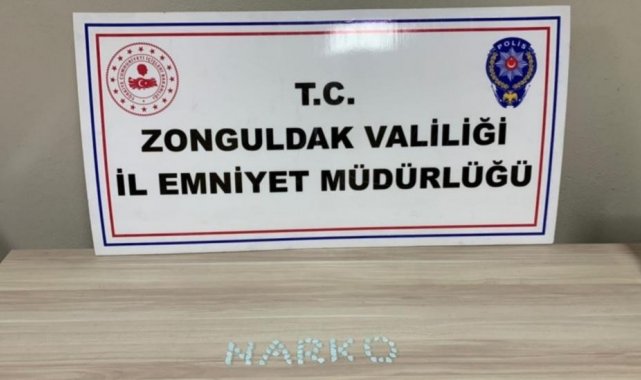 T.C.
ZONGULDAK VALİLİĞİ
İL EMNİYET MÜDÜRLÜĞÜ
POLİS
NARKO